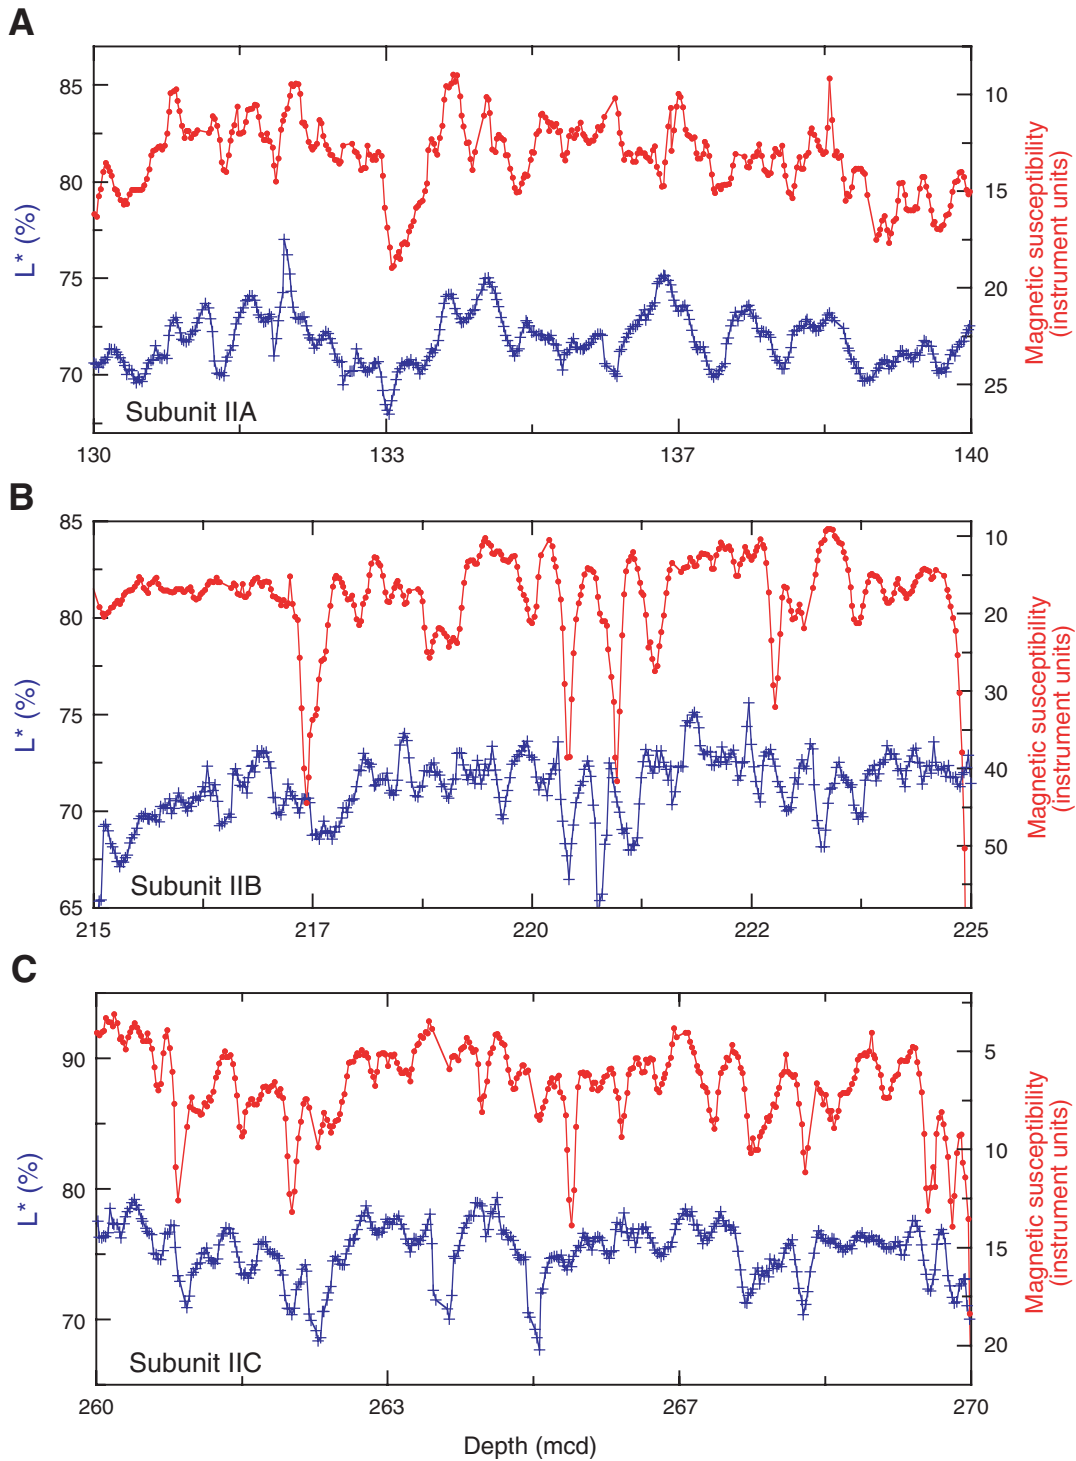 A
85
80
75
70
L* (%)
10
15
20
25
Magnetic susceptibility
(instrument units)
Subunit IIA
130
133
137
140
B
85
80
75
70
65
L* (%)
10
20
30
40
50
Magnetic susceptibility
(instrument units)
Subunit IIB
215
217
220
222
225
C
90
80
70
L* (%)
5
10
15
20
Magnetic susceptibility
(instrument units)
Subunit IIC
260
263
267
270
Depth (mcd)